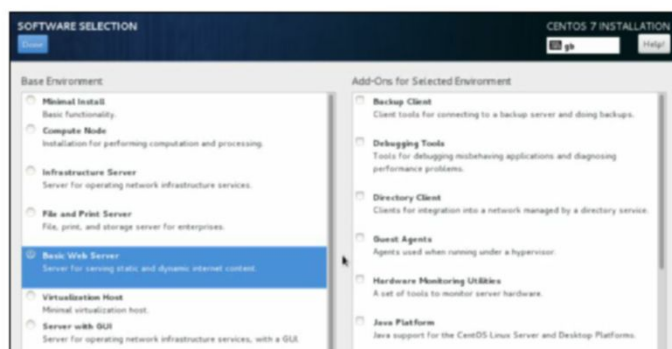 SOFTWARE SELECTION
CENTOS 7 INSTALLATION
Done
gb
Help!
Base Environment
Minimal Install
Basic functionality.
Compute Node
Installation for performing computation and processing.
Infrastructure Server
Server for operating network infrastructure services.
File and Print Server
File, print, and storage server for enterprises.
Basic Web Server
Server for serving static and dynamic internet content.
Virtualization Host
Minimal virtualization host.
Server with GUI
Server for operating network infrastructure services, with a GUI.
Add-Ons for Selected Environment
Backup Client
Client tools for connecting to a backup server and doing backups.
Debugging Tools
Tools for debugging misbehaving applications and diagnosing
performance problems.
Directory Client
Clients for integration into a network managed by a directory service.
Guest Agents
Agents used when running under a hypervisor.
Hardware Monitoring Utilities
A set of tools to monitor server hardware.
Java Platform
Java support for the CentOS Linux Server and Desktop Platforms.